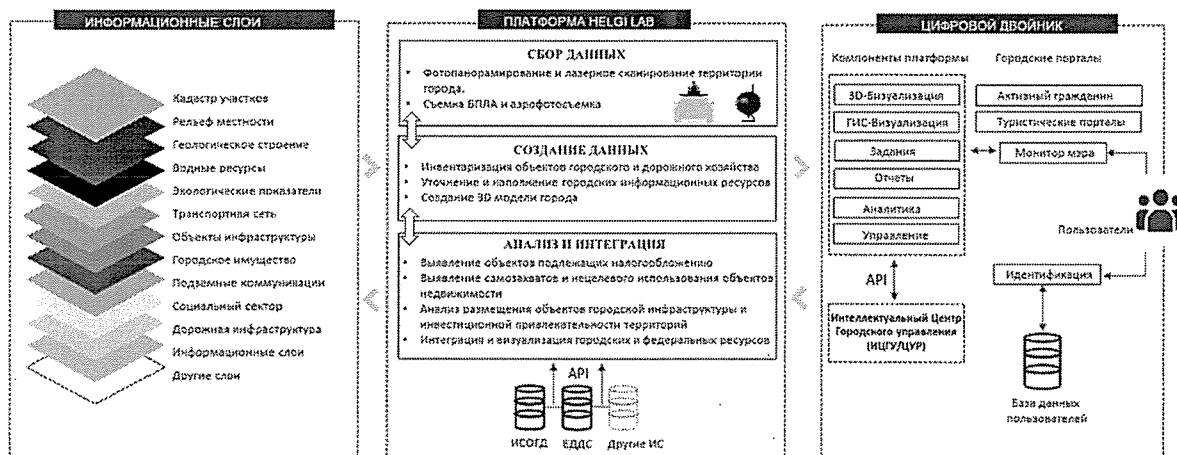 ИНФОРМАЦИОННЫЕ СЛОИ
Кадастр участков
Рельеф местности
Геологическое строение
Водные ресурсы
Экологические показатели
Транспортная сеть
Объекты инфраструктуры
Городское имущество
Подземные коммуникации
Социальный сектор
Дорожная инфраструктура
Информационные слои
Другие слои
ПЛАТФОРМА HELGI LAB
СБОР ДАННЫХ
• Фотопанорамирование и лазерное сканирование территории
города.
• Съемка БПЛА и аэрофотосъемка
СОЗДАНИЕ ДАННЫХ
• Инвентаризация объектов городского и дорожного хозяйства
• Уточнение и наполнение городских информационных ресурсов
• Создание 3D модели города
АНАЛИЗ И ИНТЕГРАЦИЯ
• Выявление объектов подлежащих налогообложению
• Выявление самозахватов и нецелевого использования объектов
недвижимости
• Анализ размещения объектов городской инфраструктуры и
инвестиционной привлекательности территорий
• Интеграция и визуализация городских и федеральных ресурсов
API
ИСОГД
ЕДДС
Другие ИС
ЦИФРОВОЙ ДВОЙНИК
Компоненты платформы
3D-Визуализация
ГИС-Визуализация
Задания
Отчеты
Аналитика
Управление
API
Интеллектуальный Центр
Городского управления
(ИЦГУ/ЦУР)
Городские порталы
Активный гражданин
Туристические порталы
Монитор мэра
Пользователи
Идентификация
База данных
пользователей